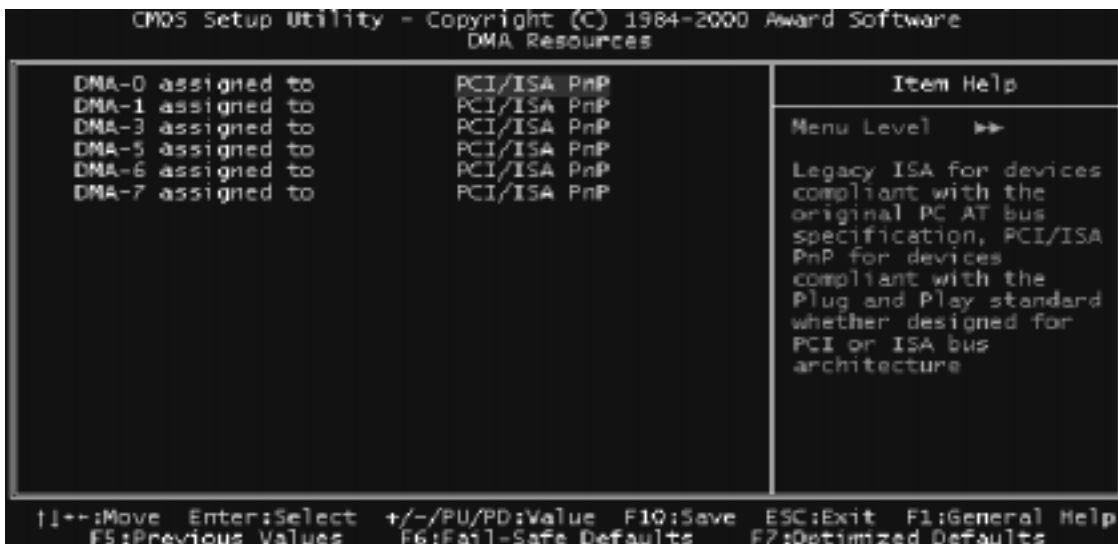 CMOS Setup Utility - Copyright (C) 1984-2000 Award Software
DMA Resources
DMA-0 assigned to PCI/ISA PnP
DMA-1 assigned to PCI/ISA PnP
DMA-3 assigned to PCI/ISA PnP
DMA-5 assigned to PCI/ISA PnP
DMA-6 assigned to PCI/ISA PnP
DMA-7 assigned to PCI/ISA PnP
Item Help
Menu Level ►►
Legacy ISA for devices
compliant with the
original PC AT bus
specification, PCI/ISA
PnP for devices
compliant with the
Plug and Play standard
whether designed for
PCI or ISA bus
architecture
↑↓→←:Move Enter:Select +/-/PU/PD:Value F10:Save ESC:Exit F1:General Help
F5:Previous Values F6:Fail-Safe Defaults F7:Optimized Defaults